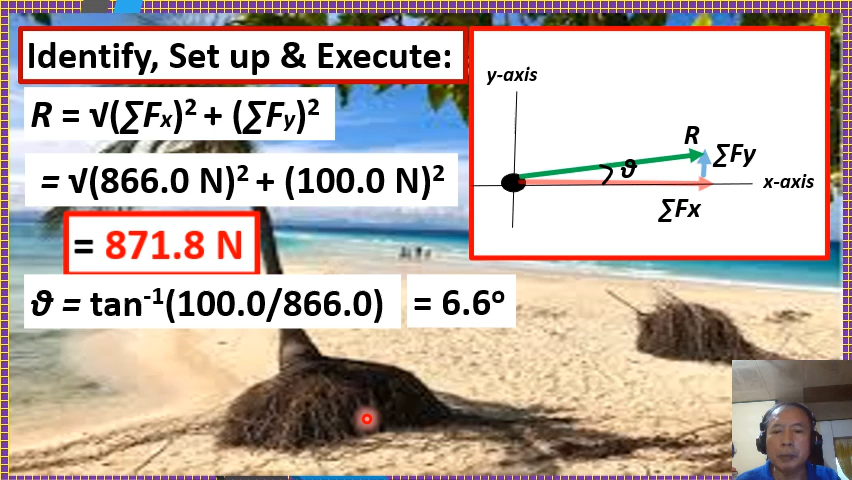 Identify, Set up & Execute:
R = √(∑Fx)² + (∑Fy)²
= √(866.0 N)² + (100.0 N)²
= 871.8 N
ϑ = tan⁻¹(100.0/866.0) = 6.6º
y-axis
R
∑Fy
ϑ
x-axis
∑Fx